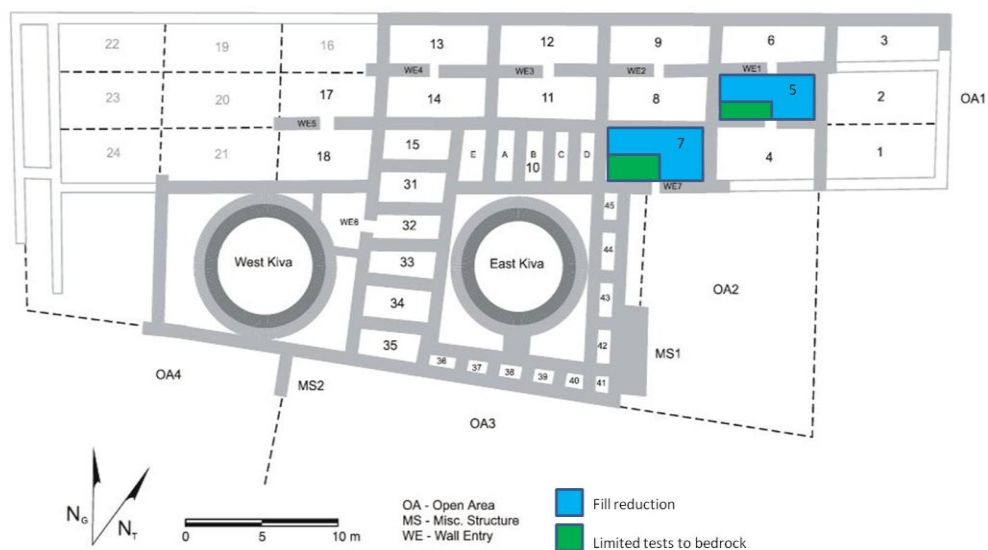 22 19 16 13 12 9 6 3
WE4 WE3 WE2 WE1
23 20 17 14 11 8 5 2 OA1
WE5
24 21 18 15 E A B C D 7 4 1
10
31 WE7
32 WE6 45
West Kiva 33 East Kiva 44
OA2
34 43
35 42 MS1
36 37 38 39 40 41
OA4 MS2
OA3
N G N T
0 5 10 m
OA - Open Area
MS - Misc. Structure
WE - Wall Entry
Fill reduction
Limited tests to bedrock